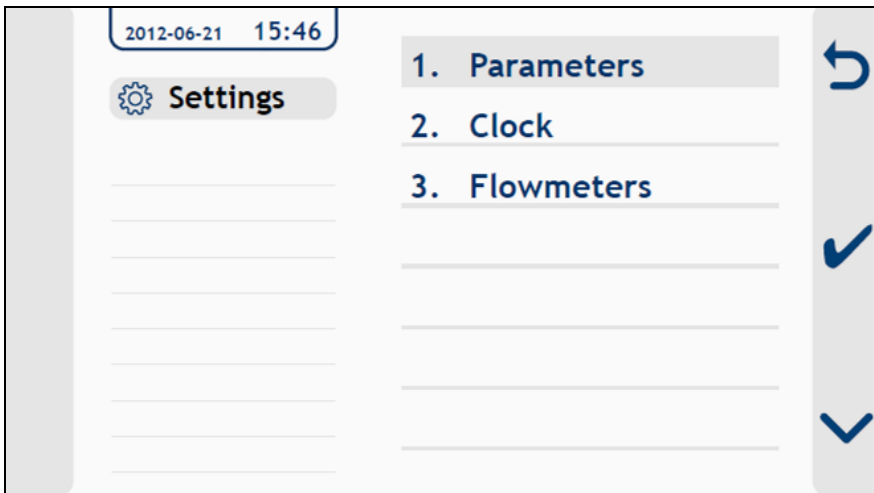 2012-06-21 15:46
Settings
1. Parameters
2. Clock
3. Flowmeters